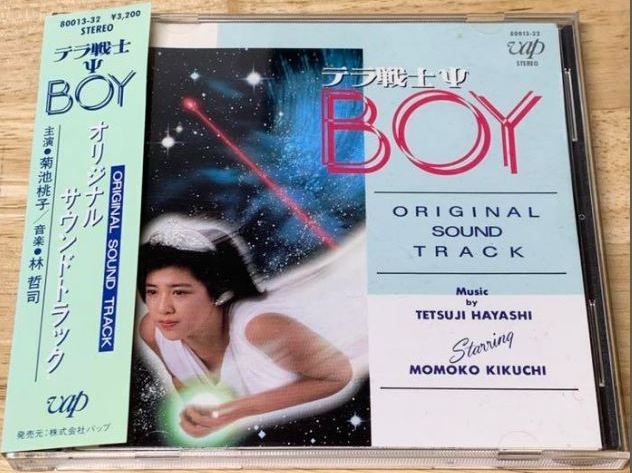 80013-32 ¥3,200
STEREO
テラ戦士
Ψ
BOY
オリジナル
サウンドトラック
ORIGINAL SOUND TRACK
主演●菊池桃子/音楽●林 哲司
vap
発売元:株式会社バップ
80013-32
vap
STEREO
テラ戦士Ψ
BOY
ORIGINAL
SOUND
TRACK
Music
by
TETSUJI HAYASHI
Starring
MOMOKO KIKUCHI